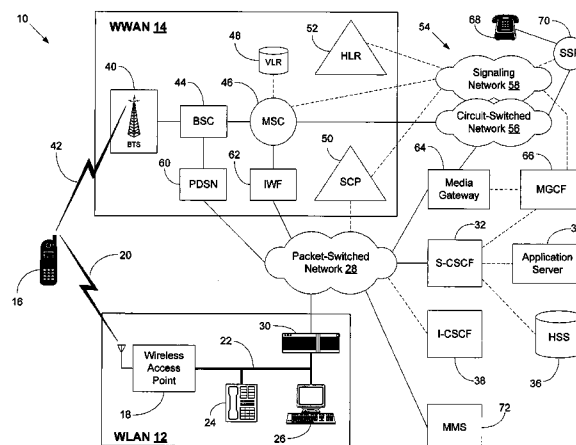 10
WWAN 14
48
VLR
52
HLR
54
68
70
SSP
40
BTS
44
BSC
46
MSC
Signaling
Network 58
Circuit-Switched
Network 56
42
60
PDSN
62
IWF
50
SCP
64
Media
Gateway
66
MGCF
16
20
Packet-Switched
Network 28
32
S-CSCF
Application
Server
30
22
Wireless
Access
Point
18
24
26
WLAN 12
I-CSCF
38
HSS
36
MMS
72